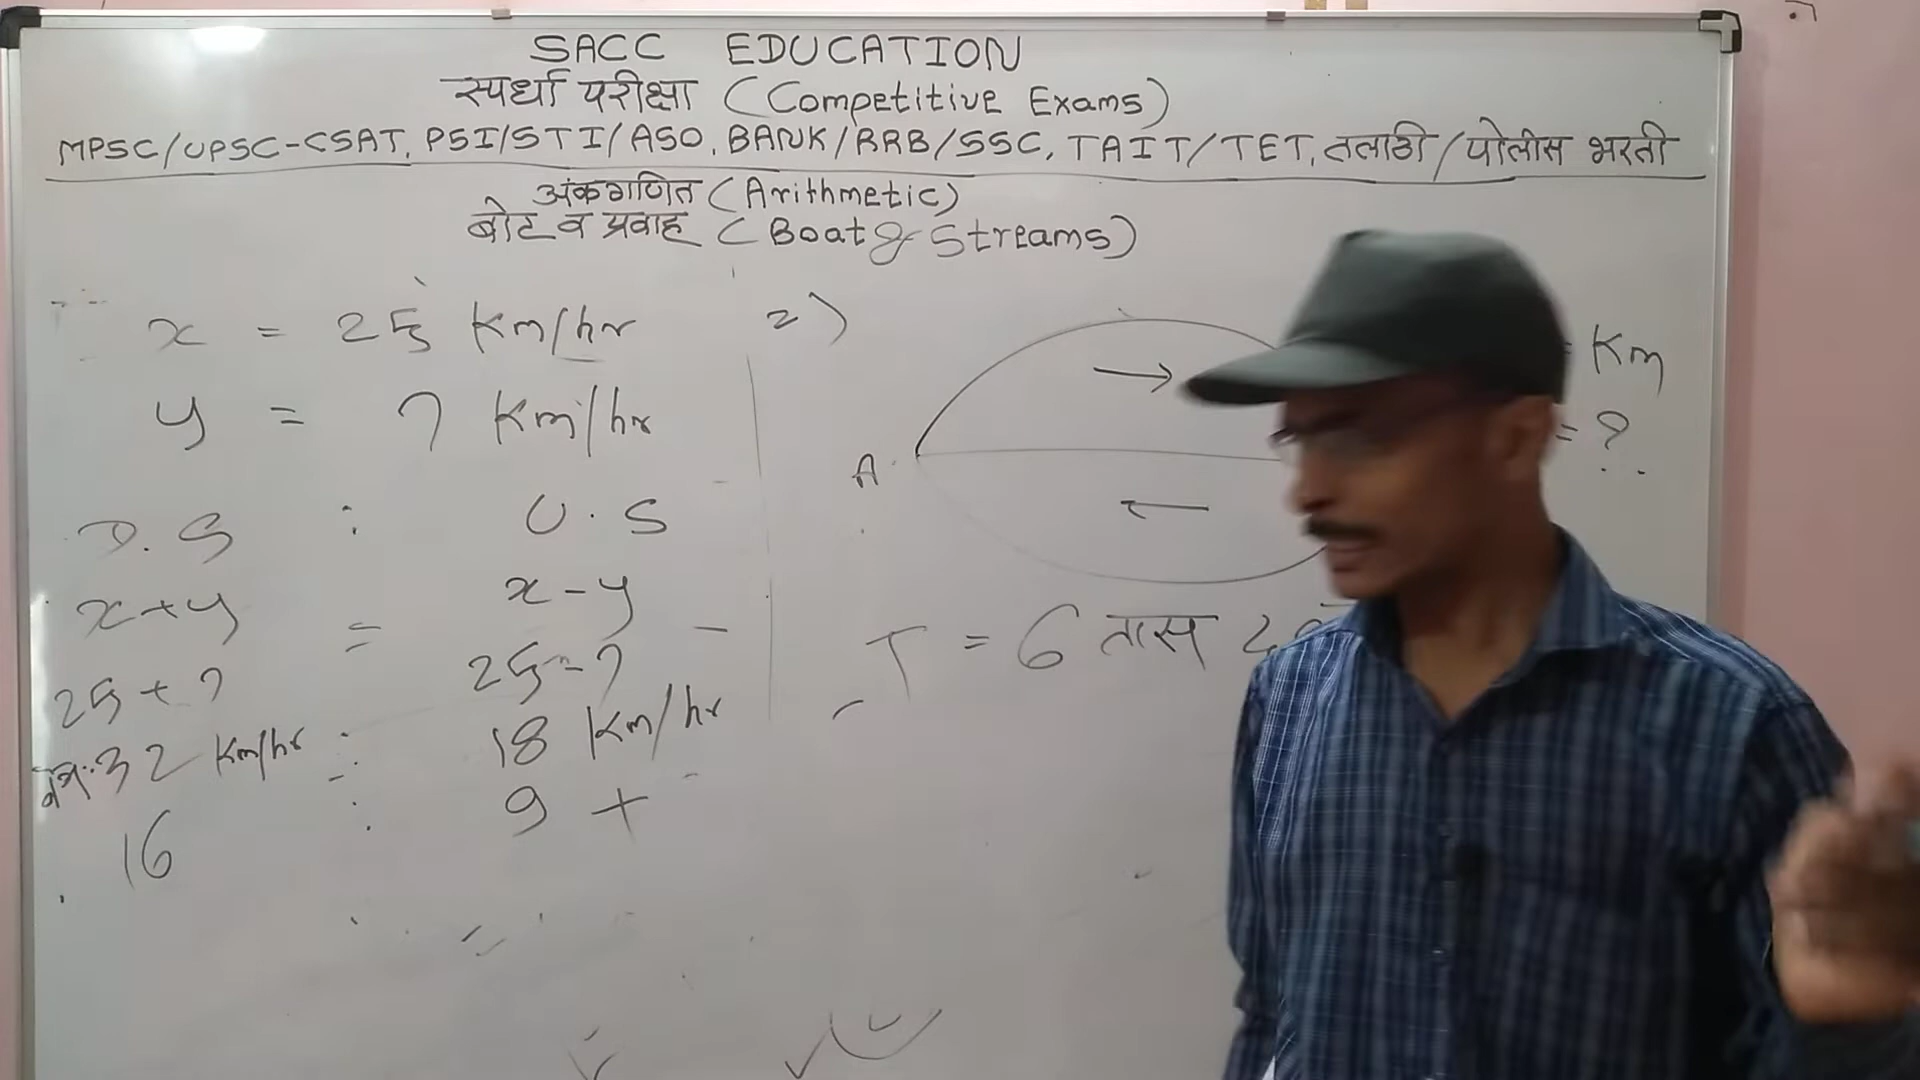 SACC EDUCATION
स्पर्धा परीक्षा (Competitive Exams)
MPSC/UPSC-CSAT, PSI/STI/ASO, BANK/RRB/SSC, TAIT/TET, तलाठी/पोलीस भरती
अंकगणित (Arithmetic)
बोट व प्रवाह (Boat & Streams)
x = 25 Km/hr
y = 7 Km/hr
D.S : U.S
x+y = x-y
25+7 25-7
32 Km/hr : 18 Km/hr
16 : 9 +
2)
A
Km
= ?
T = 6 तास